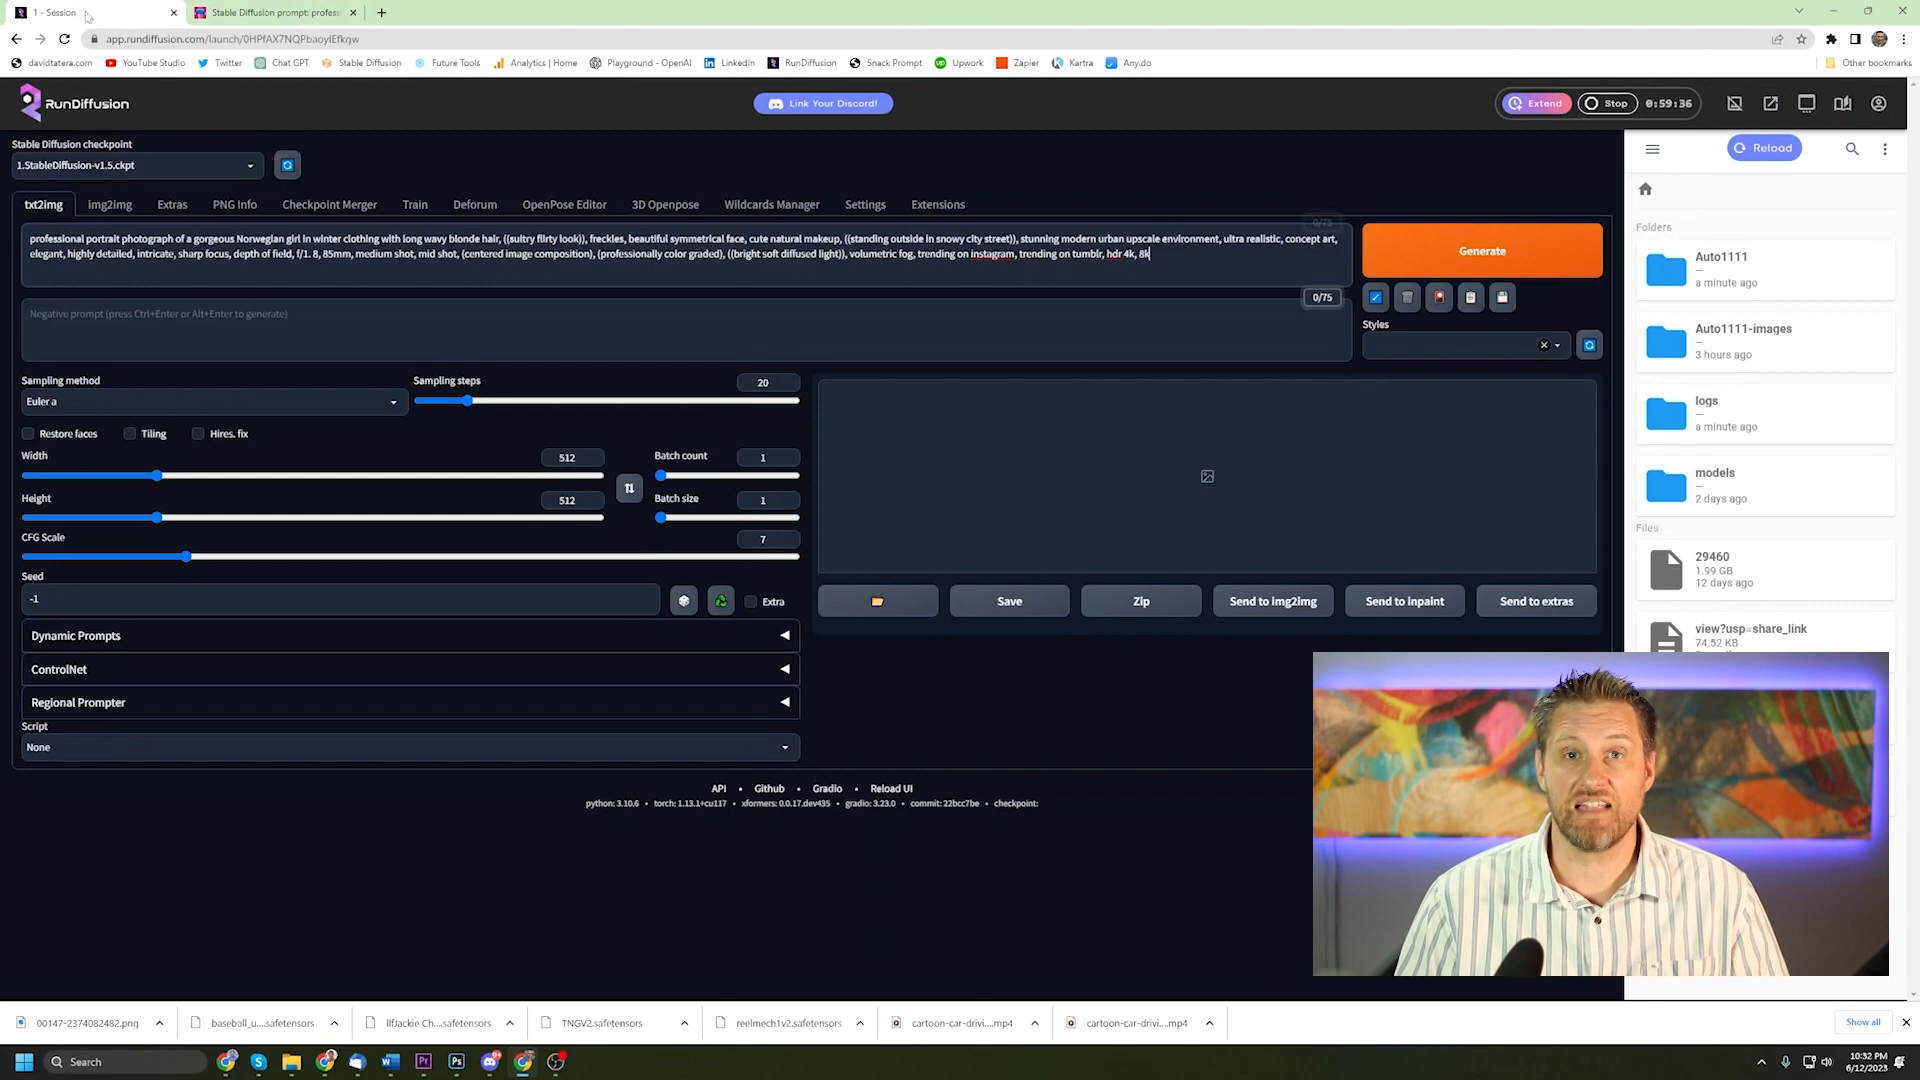 1 - Session
Stable Diffusion prompt: profess
app.rundiffusion.com/launch/0HPfAX7NQPbaoylEfkgw
davidtatera.com
YouTube Studio
Twitter
Chat GPT
Stable Diffusion
Future Tools
Analytics | Home
Playground - OpenAI
LinkedIn
RunDiffusion
Snack Prompt
Upwork
Zapier
Kartra
Any.do
Other bookmarks
RunDiffusion
Link Your Discord!
Extend
Stop
0:59:36
Stable Diffusion checkpoint
1.StableDiffusion-v1.5.ckpt
Reload
txt2img
img2img
Extras
PNG Info
Checkpoint Merger
Train
Deforum
OpenPose Editor
3D Openpose
Wildcards Manager
Settings
Extensions
0/75
professional portrait photograph of a gorgeous Norwegian girl in winter clothing with long wavy blonde hair, ((sultry flirty look)), freckles, beautiful symmetrical face, cute natural makeup, ((standing outside in snowy city street)), stunning modern urban upscale environment, ultra realistic, concept art,
elegant, highly detailed, intricate, sharp focus, depth of field, f/1. 8, 85mm, medium shot, mid shot, (centered image composition), (professionally color graded), ((bright soft diffused light)), volumetric fog, trending on instagram, trending on tumblr, hdr 4k, 8k
Generate
0/75
Negative prompt (press Ctrl+Enter or Alt+Enter to generate)
Styles
Sampling method
Euler a
Sampling steps
20
Restore faces
Tiling
Hires. fix
Width
512
Batch count
1
Height
512
Batch size
1
CFG Scale
7
Seed
-1
Extra
Save
Zip
Send to img2img
Send to inpaint
Send to extras
Dynamic Prompts
ControlNet
Regional Prompter
Script
None
API • Github • Gradio • Reload UI
python: 3.10.6 • torch: 1.13.1+cu117 • xformers: 0.0.17.dev435 • gradio: 3.23.0 • commit: 22bcc7be • checkpoint:
Folders
Auto1111
—
a minute ago
Auto1111-images
—
3 hours ago
logs
—
a minute ago
models
—
2 days ago
Files
29460
1.99 GB
12 days ago
view?usp=share_link
74.52 KB
00147-2374082482.png
baseball_u....safetensors
llfJackie Ch....safetensors
TNGV2.safetensors
reelmech1v2.safetensors
cartoon-car-drivi....mp4
cartoon-car-drivi....mp4
Show all
Search
10:32 PM
6/12/2023